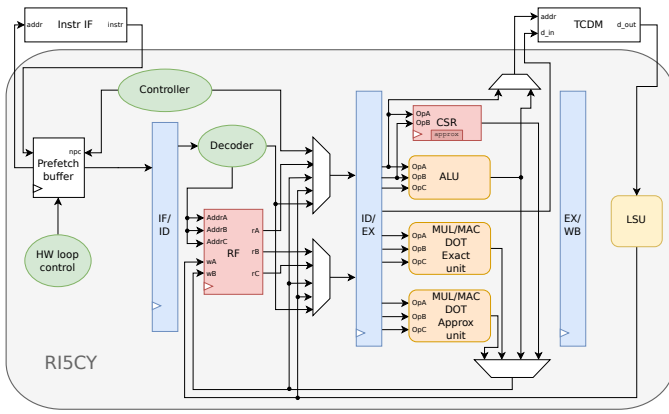 addr
Instr IF
instr
addr
d_in
TCDM
d_out
Controller
npc
Prefetch
buffer
HW loop
control
IF/
ID
Decoder
AddrA
AddrB
AddrC
RF
wA
wB
rA
rB
rC
ID/
EX
OpA
OpB
CSR
approx
OpA
OpB
OpC
ALU
OpA
OpB
OpC
MUL/MAC
DOT
Exact
unit
OpA
OpB
OpC
MUL/MAC
DOT
Approx
unit
EX/
WB
LSU
RI5CY